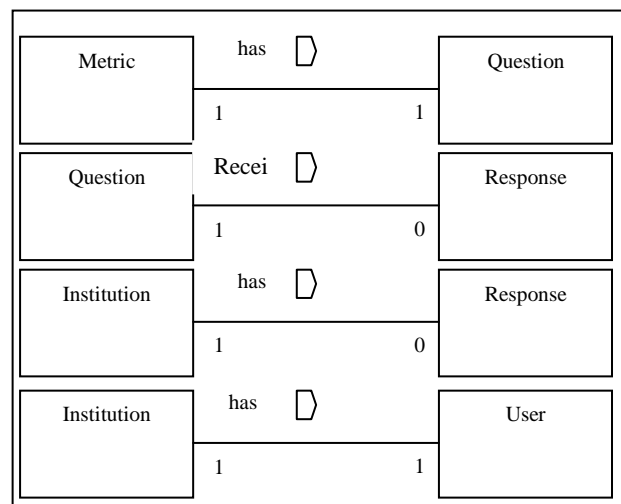 has
Metric Question
1 1
Recei
Question Response
1 0
has
Institution Response
1 0
has
Institution User
1 1